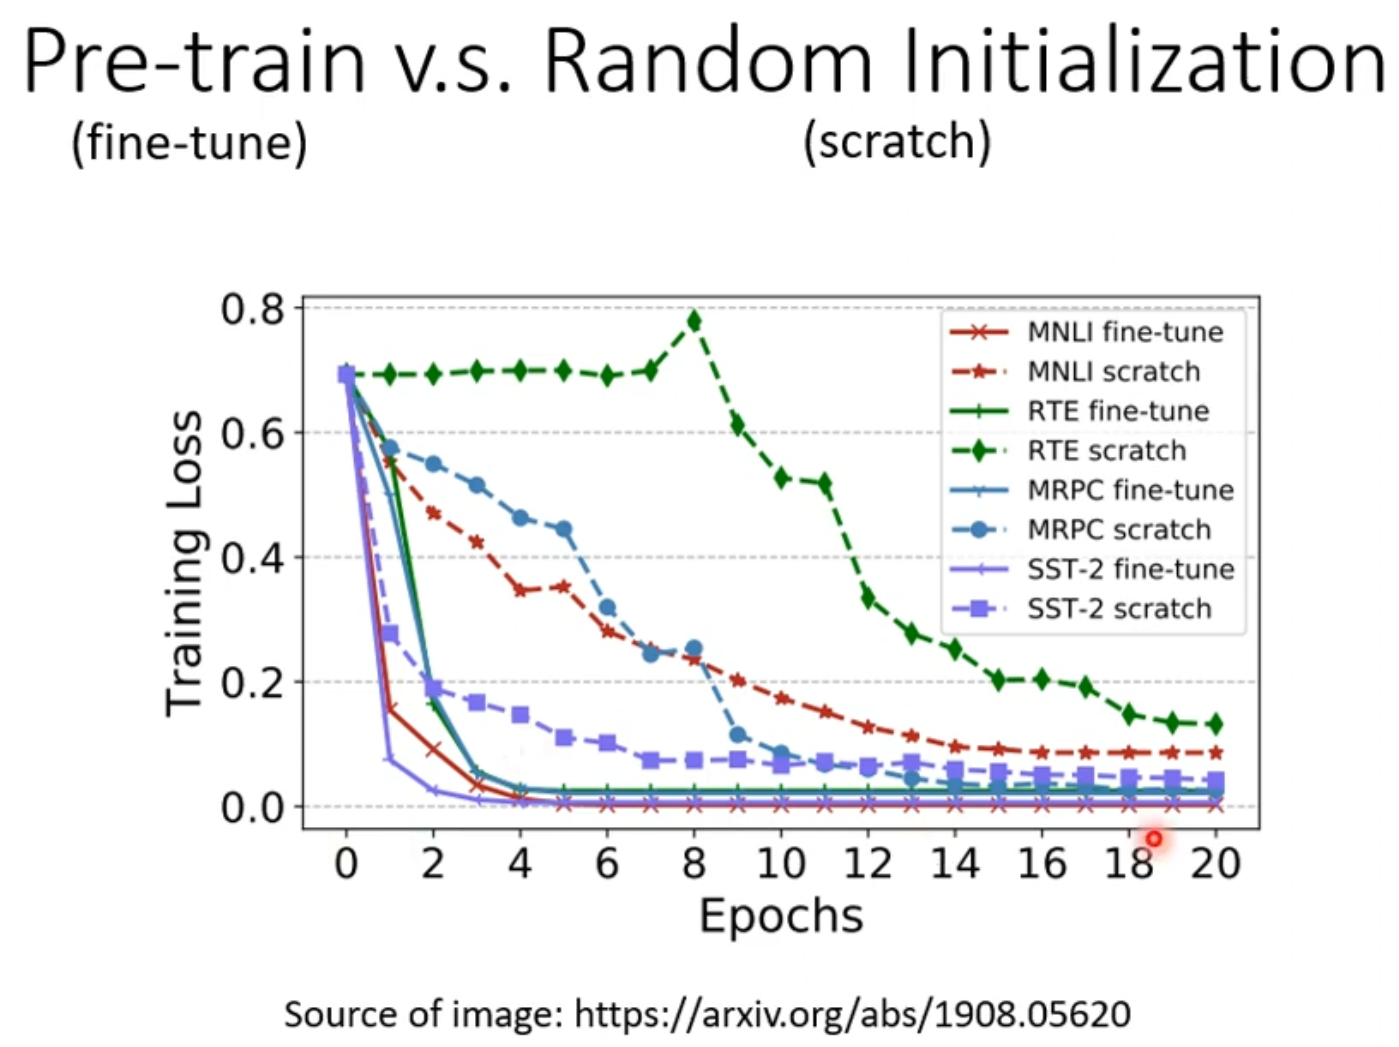 Pre-train v.s. Random Initialization
(fine-tune) (scratch)
0.8
0.6
0.4
0.2
0.0
Training Loss
MNLI fine-tune
MNLI scratch
RTE fine-tune
RTE scratch
MRPC fine-tune
MRPC scratch
SST-2 fine-tune
SST-2 scratch
0 2 4 6 8 10 12 14 16 18 20
Epochs
Source of image: https://arxiv.org/abs/1908.05620